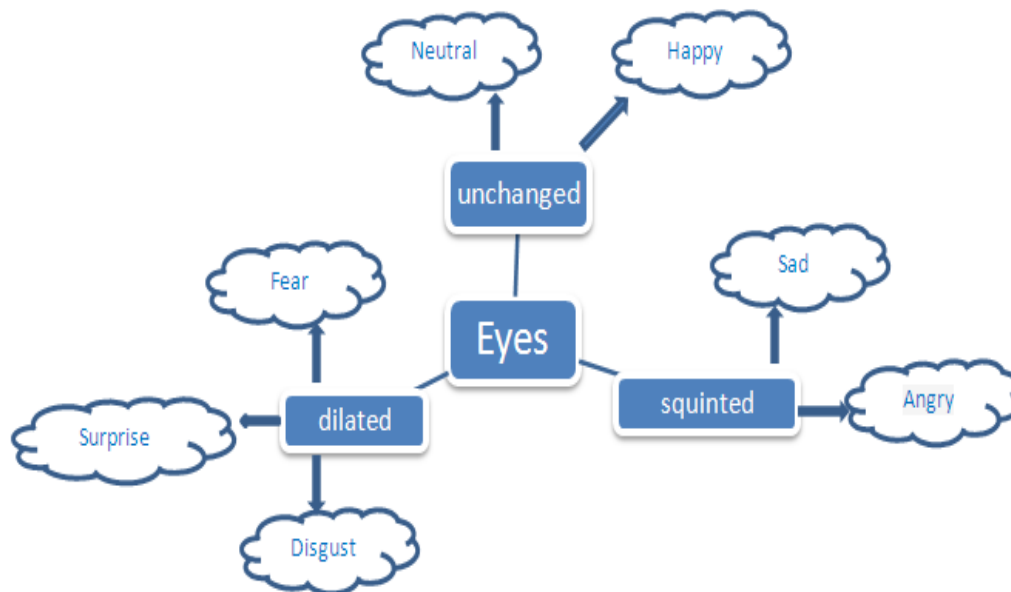 Neutral
Happy
unchanged
Fear
Sad
Eyes
Surprise
dilated
squinted
Angry
Disgust